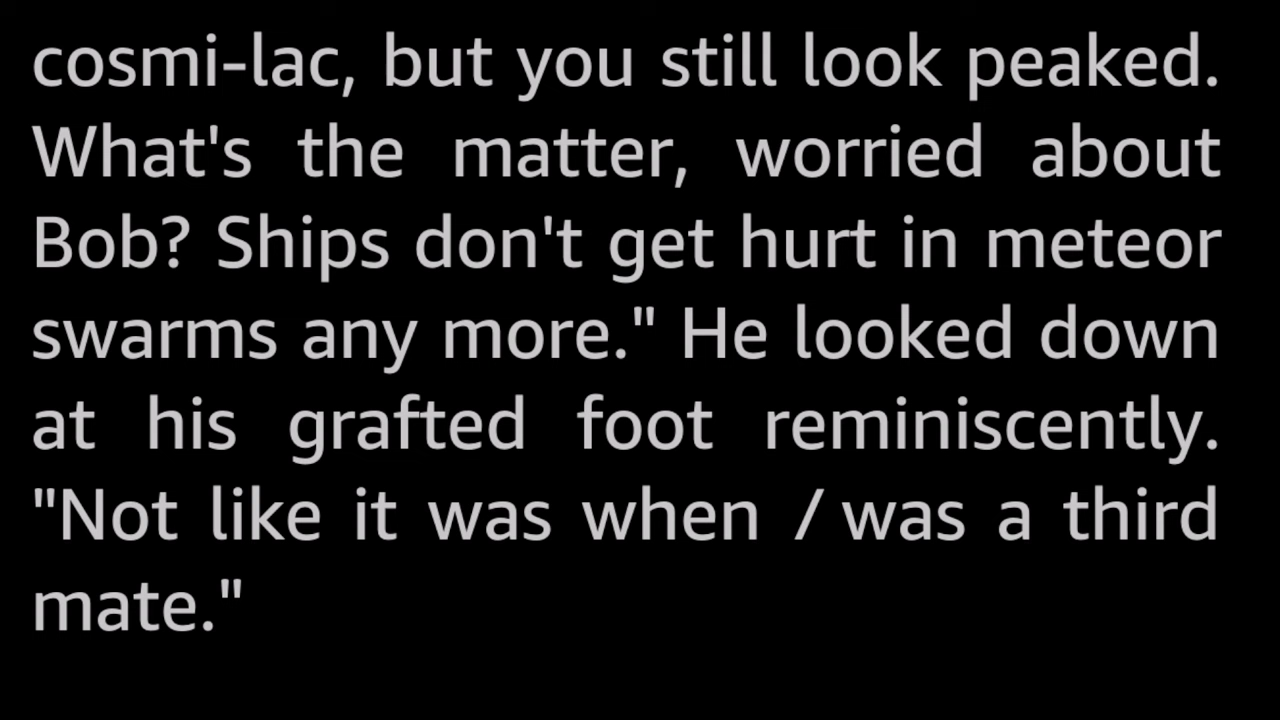 cosmi-lac, but you still look peaked.
What's the matter, worried about
Bob? Ships don't get hurt in meteor
swarms any more." He looked down
at his grafted foot reminiscently.
"Not like it was when I was a third
mate."